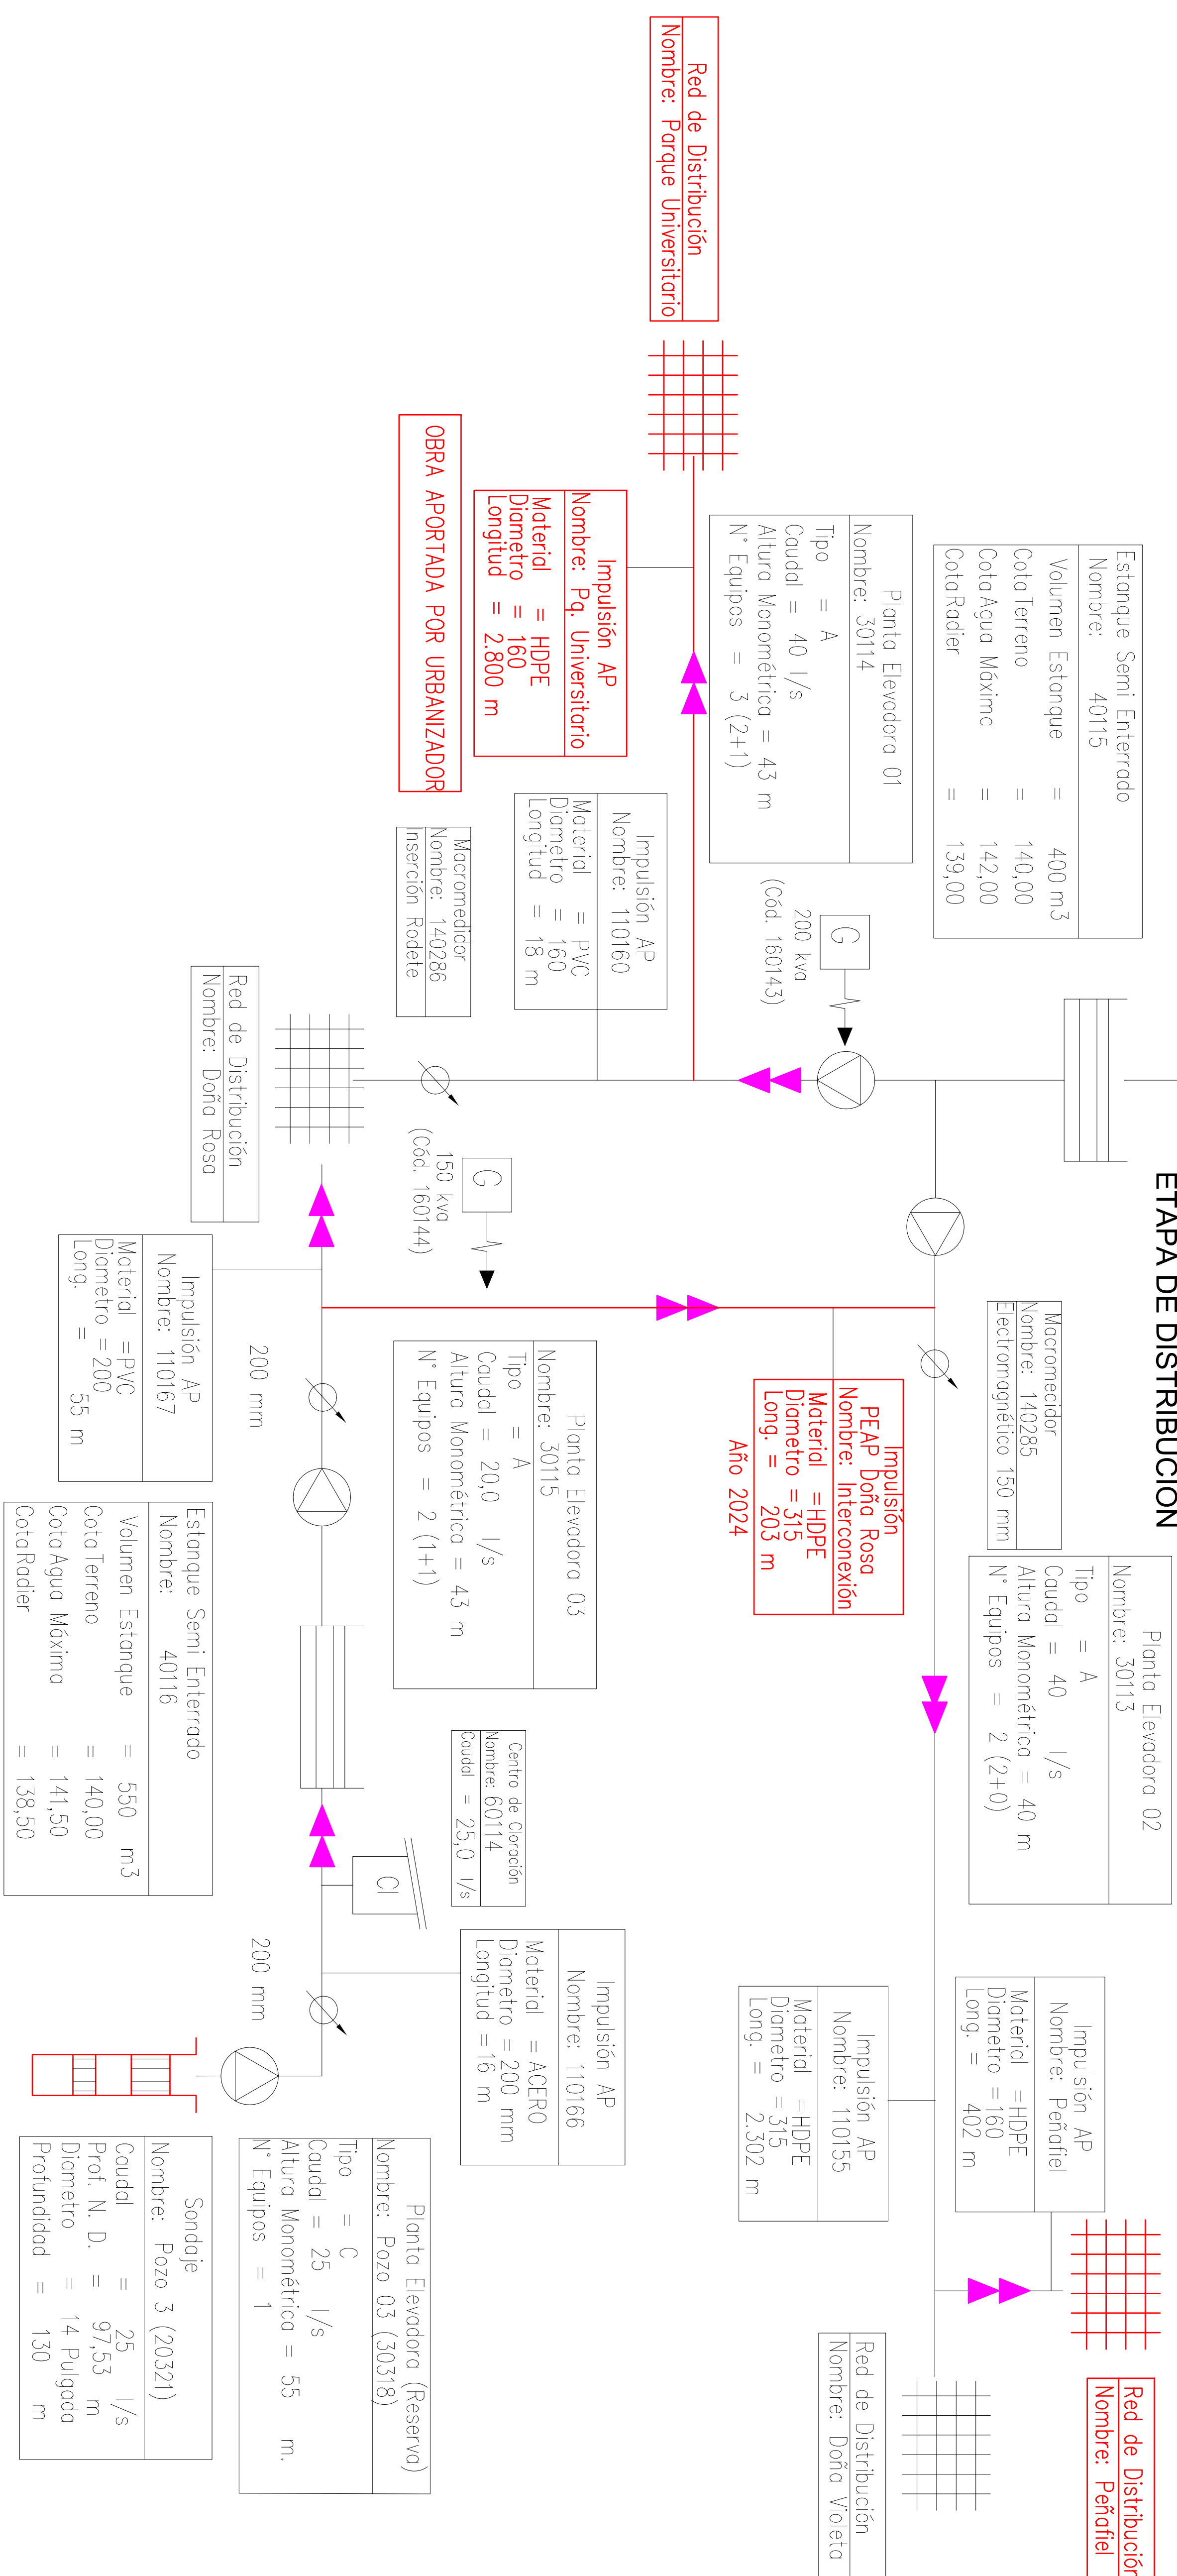 ETAPA DE DISTRIBUCION
Estanque Semi Enterrado
Nombre: 40115
Volumen Estanque = 400 m3
Cota Terreno = 140,00
Cota Agua Máxima = 142,00
Cota Radier = 139,00
Planta Elevadora 01
Nombre: 30114
Tipo = A
Caudal = 40 l/s
Altura Monométrica = 43 m
N° Equipos = 3 (2+1)
Red de Distribución
Nombre: Parque Universitario
Impulsión AP
Nombre: Pq. Universitario
Material = HDPE
Diametro = 160
Longitud = 2.800 m
OBRA APORTADA POR URBANIZADOR
G
200 kva
(Cód. 160143)
Impulsión AP
Nombre: 110160
Material = PVC
Diametro = 160
Longitud = 18 m
Macromedidor
Nombre: 140286
Inserción Rodete
Red de Distribución
Nombre: Doña Rosa
G
150 kva
(Cód. 160144)
Macromedidor
Nombre: 140285
Electromagnético 150 mm
Planta Elevadora 02
Nombre: 30113
Tipo = A
Caudal = 40 l/s
Altura Monométrica = 40 m
N° Equipos = 2 (2+0)
Impulsión
PEAP Doña Rosa
Nombre: Interconexión
Material =HDPE
Diametro =315
Long. = 203 m
Año 2024
Planta Elevadora 03
Nombre: 30115
Tipo = A
Caudal = 20,0 l/s
Altura Monométrica = 43 m
N° Equipos = 2 (1+1)
200 mm
Impulsión AP
Nombre: 110167
Material =PVC
Diametro =200
Long. = 55 m
Estanque Semi Enterrado
Nombre: 40116
Volumen Estanque = 550 m3
Cota Terreno = 140,00
Cota Agua Máxima = 141,50
Cota Radier = 138,50
Centro de Cloración
Nombre: 60114
Caudal = 25,0 l/s
Cl
Impulsión AP
Nombre: 110166
Material = ACERO
Diametro =200 mm
Longitud =16 m
200 mm
Impulsión AP
Nombre: Peñafiel
Material =HDPE
Diametro =160
Long. = 402 m
Impulsión AP
Nombre: 110155
Material =HDPE
Diametro =315
Long. = 2.302 m
Red de Distribución
Nombre: Peñafiel
Red de Distribución
Nombre: Doña Violeta
Planta Elevadora (Reserva)
Nombre: Pozo 03 (30318)
Tipo = C
Caudal = 25 l/s
Altura Monométrica = 55 m.
N° Equipos = 1
Sondaje
Nombre: Pozo 3 (20321)
Caudal = 25 l/s
Prof. N. D. = 97,53 m
Diametro = 14 Pulgada
Profundidad = 130 m